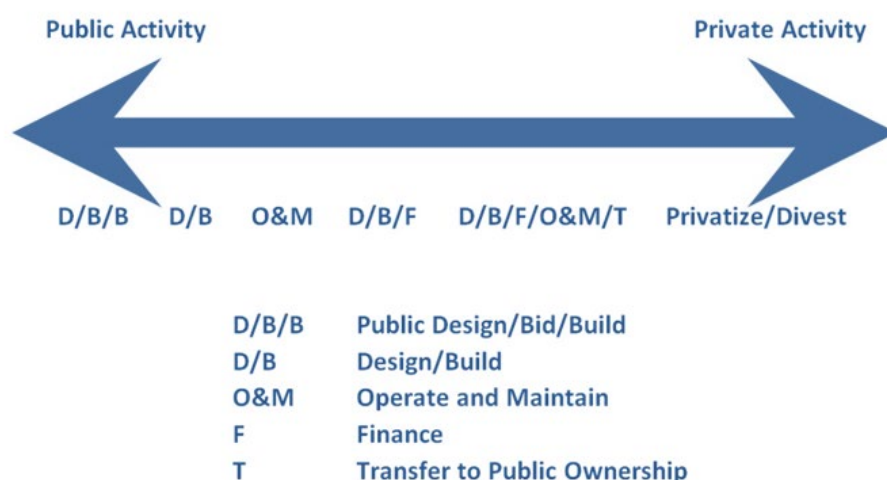 Public Activity Private Activity
D/B/B D/B O&M D/B/F D/B/F/O&M/T Privatize/Divest
D/B/B Public Design/Bid/Build
D/B Design/Build
O&M Operate and Maintain
F Finance
T Transfer to Public Ownership